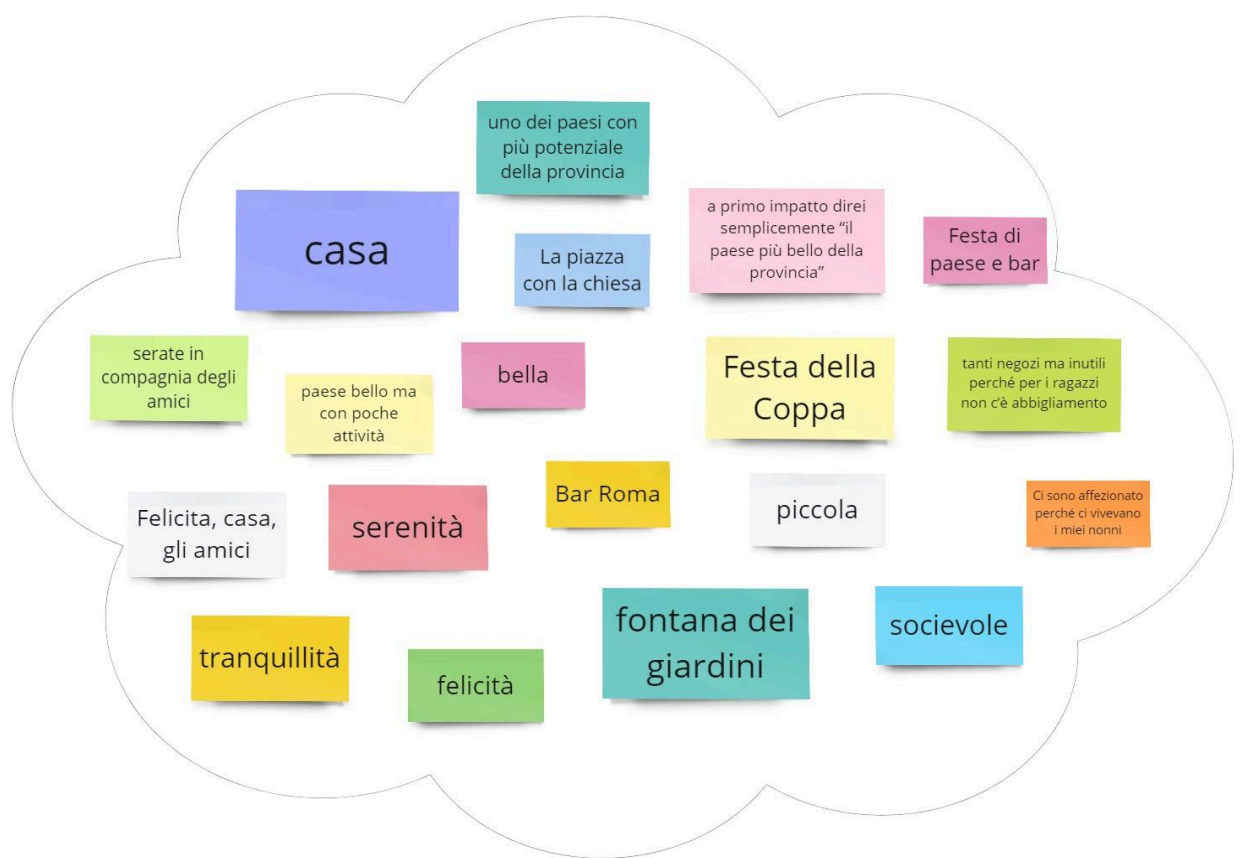 uno dei paesi con
più potenziale
della provincia
casa
La piazza
con la chiesa
a primo impatto direi
semplicemente “il
paese più bello della
provincia”
Festa di
paese e bar
serate in
compagnia degli
amici
paese bello ma
con poche
attività
bella
Festa della
Coppa
tanti negozi ma inutili
perché per i ragazzi
non c’è abbigliamento
Felicita, casa,
gli amici
serenità
Bar Roma
piccola
Ci sono affezionato
perché ci vivevano
i miei nonni
tranquillità
felicità
fontana dei
giardini
socievole